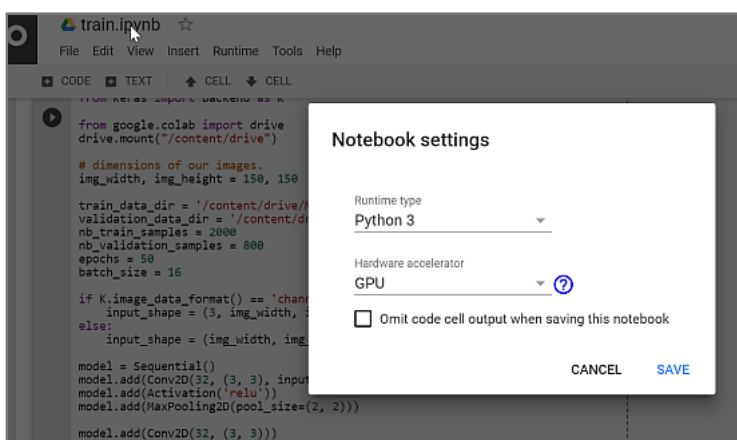 train.ipynb
File Edit View Insert Runtime Tools Help
CODE TEXT CELL CELL
from keras import backend as K
from google.colab import drive
drive.mount("/content/drive")
# dimensions of our images.
img_width, img_height = 150, 150
train_data_dir = '/content/drive/
validation_data_dir = '/content/
nb_train_samples = 2000
nb_validation_samples = 800
epochs = 50
batch_size = 16
if K.image_data_format() == 'chann
input_shape = (3, img_width,
else:
input_shape = (img_width, img_
model = Sequential()
model.add(Conv2D(32, (3, 3), input
model.add(Activation('relu'))
model.add(MaxPooling2D(pool_size=(2, 2)))
model.add(Conv2D(32, (3, 3)))
Notebook settings
Runtime type
Python 3
Hardware accelerator
GPU
?
Omit code cell output when saving this notebook
CANCEL SAVE